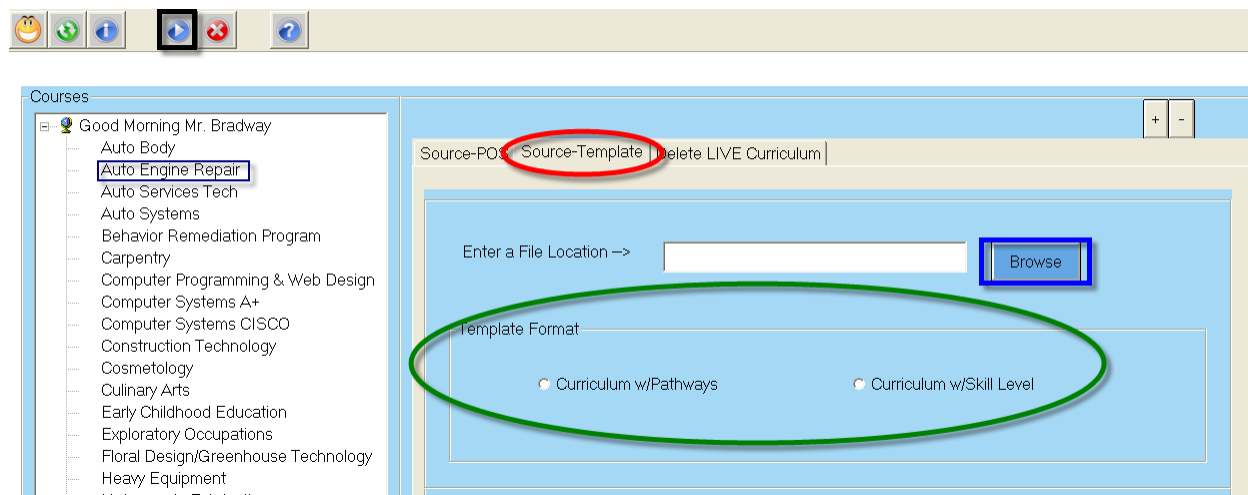 Courses
Good Morning Mr. Bradway
Auto Body
Auto Engine Repair
Auto Services Tech
Auto Systems
Behavior Remediation Program
Carpentry
Computer Programming & Web Design
Computer Systems A+
Computer Systems CISCO
Construction Technology
Cosmetology
Culinary Arts
Early Childhood Education
Exploratory Occupations
Floral Design/Greenhouse Technology
Heavy Equipment
+ -
Source-POS Source-Template Delete LIVE Curriculum
Enter a File Location --> Browse
Template Format
Curriculum w/Pathways Curriculum w/Skill Level